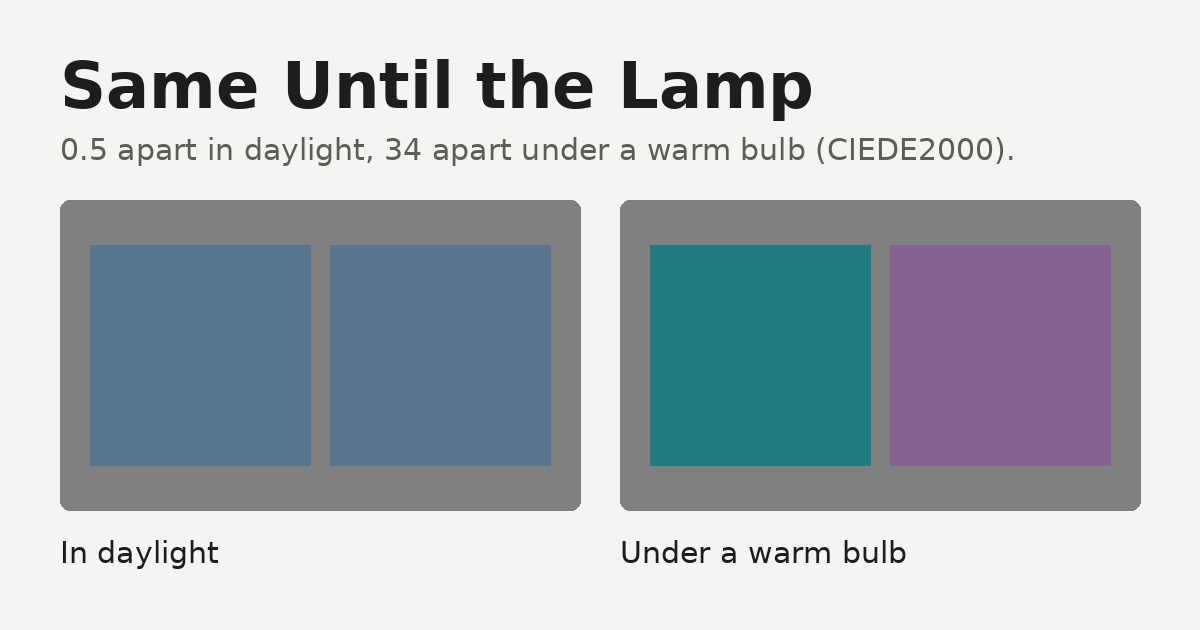 Same Until the Lamp
0.5 apart in daylight, 34 apart under a warm bulb (CIEDE2000).
In daylight
Under a warm bulb